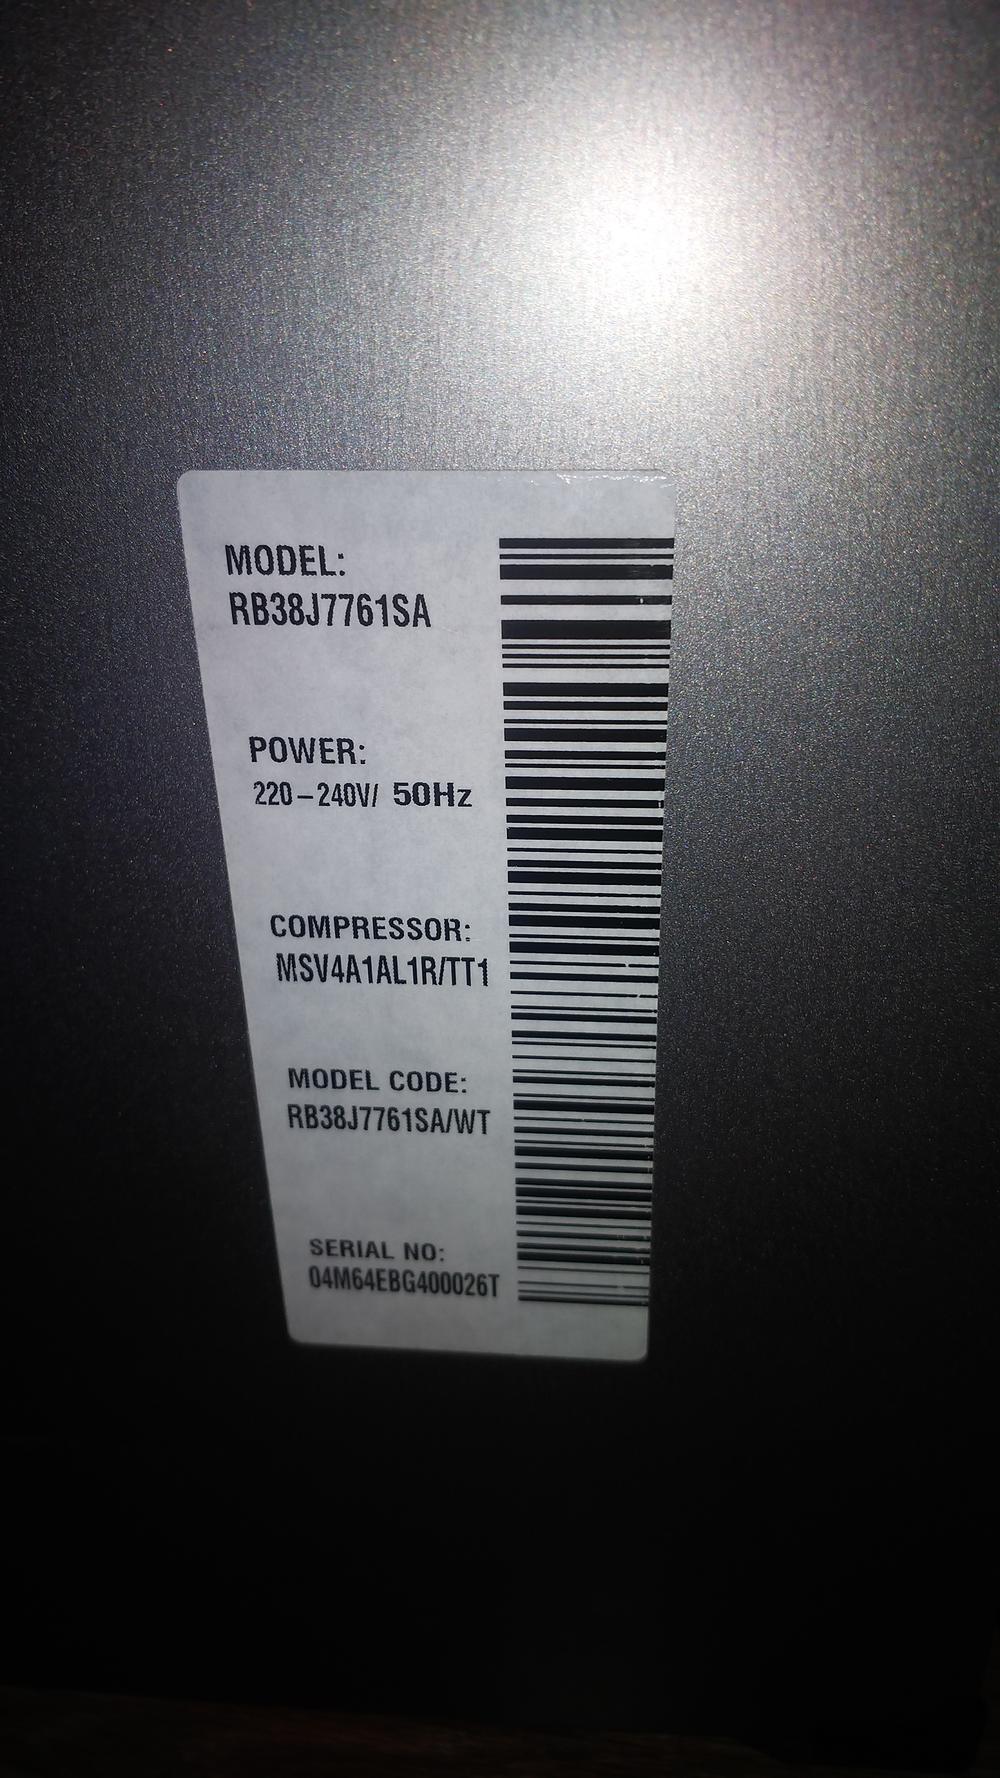 MODEL:
RB38J7761SA
POWER:
220-240V/ 50Hz
COMPRESSOR:
MSV4A1AL1R/TT1
MODEL CODE:
RB38J7761SA/WT
SERIAL NO:
04M64EBG400026T